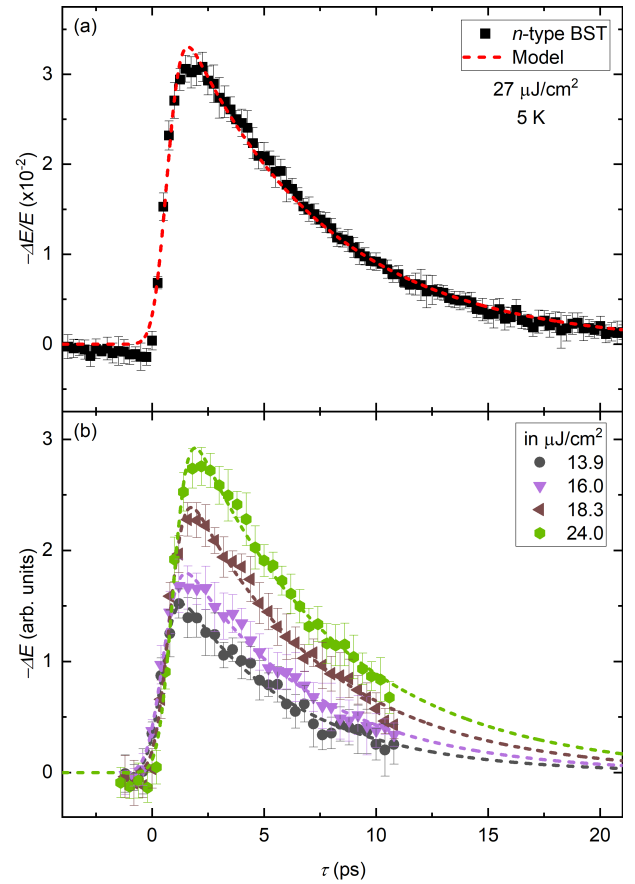 (a)
n-type BST
Model
27 μJ/cm²
5 K
3
2
1
0
−ΔE/E (x10⁻²)
(b)
in μJ/cm²
13.9
16.0
18.3
24.0
3
2
1
0
−ΔE (arb. units)
0 5 10 15 20
τ (ps)